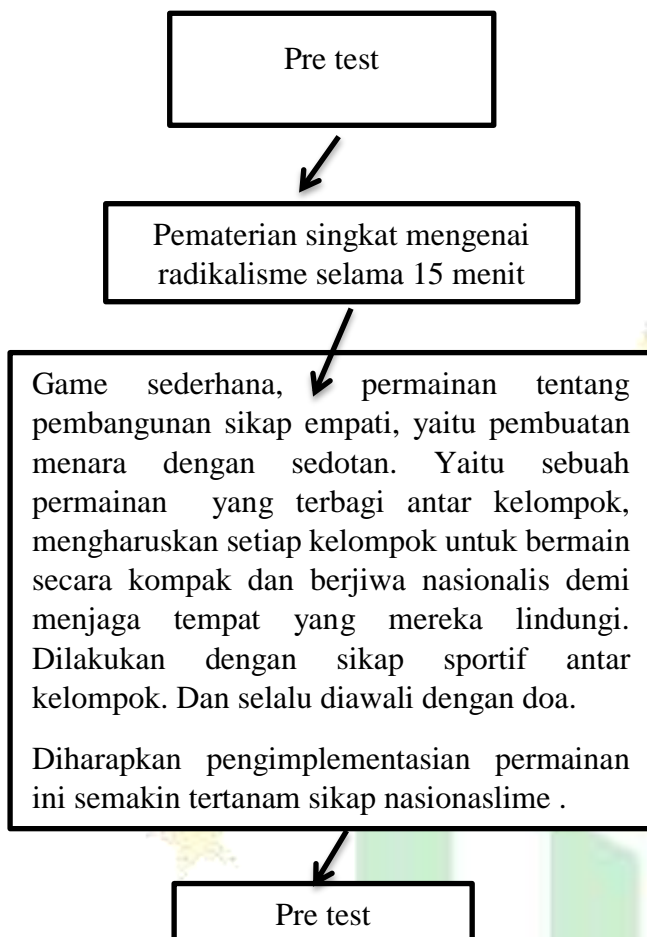 Pre test
Pematerian singkat mengenai
radikalisme selama 15 menit
Game sederhana, permainan tentang
pembangunan sikap empati, yaitu pembuatan
menara dengan sedotan. Yaitu sebuah
permainan yang terbagi antar kelompok,
mengharuskan setiap kelompok untuk bermain
secara kompak dan berjiwa nasionalis demi
menjaga tempat yang mereka lindungi.
Dilakukan dengan sikap sportif antar
kelompok. Dan selalu diawali dengan doa.
Diharapkan pengimplementasian permainan
ini semakin tertanam sikap nasionaslime .
Pre test